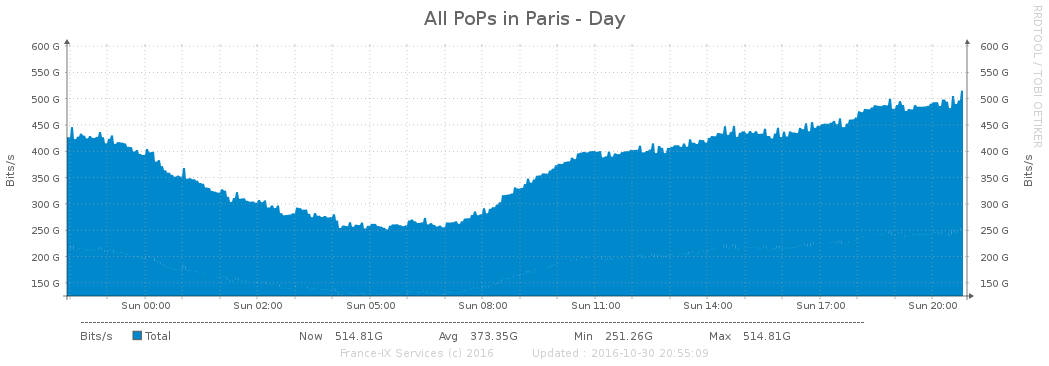 All PoPs in Paris - Day
RRDTOOL / TOBI OETIKER
600 G 600 G
550 G 550 G
500 G 500 G
450 G 450 G
400 G 400 G
350 G 350 G
300 G 300 G
250 G 250 G
200 G 200 G
150 G 150 G
Bits/s
Bits/s
Sun 00:00 Sun 02:00 Sun 05:00 Sun 08:00 Sun 11:00 Sun 14:00 Sun 17:00 Sun 20:00
Bits/s Total Now 514.81G Avg 373.35G Min 251.26G Max 514.81G
France-IX Services (c) 2016 Updated : 2016-10-30 20:55:09